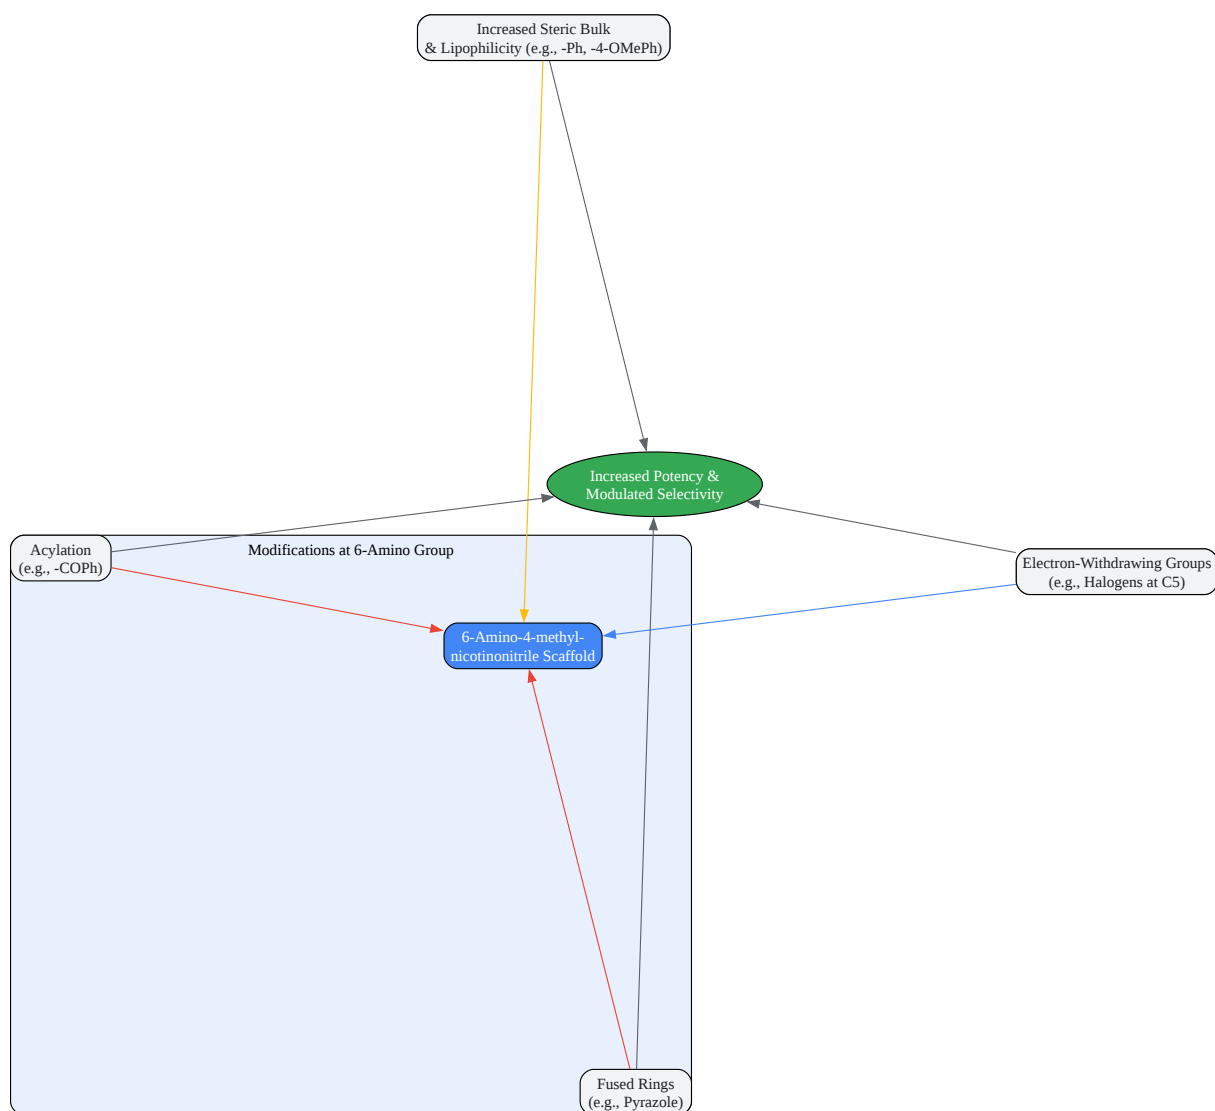 Increased Steric Bulk
& Lipophilicity (e.g., -Ph, -4-OMePh)
Increased Potency &
Modulated Selectivity
Acylation
(e.g., -COPh)
Modifications at 6-Amino Group
Electron-Withdrawing Groups
(e.g., Halogens at C5)
6-Amino-4-methyl-
nicotinonitrile Scaffold
Fused Rings
(e.g., Pyrazole)